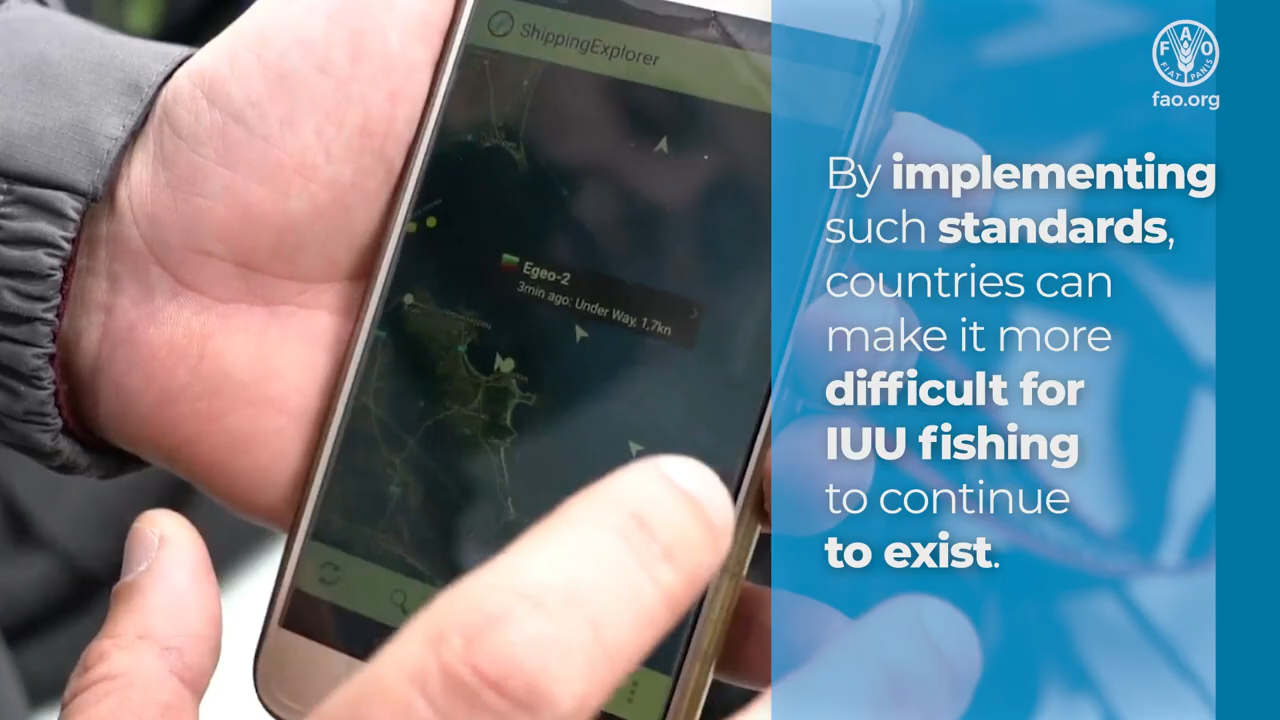 ShippingExplorer
Egeo-2
3min ago: Under Way, 1,7kn
F A O
FIAT PANIS
fao.org
By implementing
such standards,
countries can
make it more
difficult for
IUU fishing
to continue
to exist.